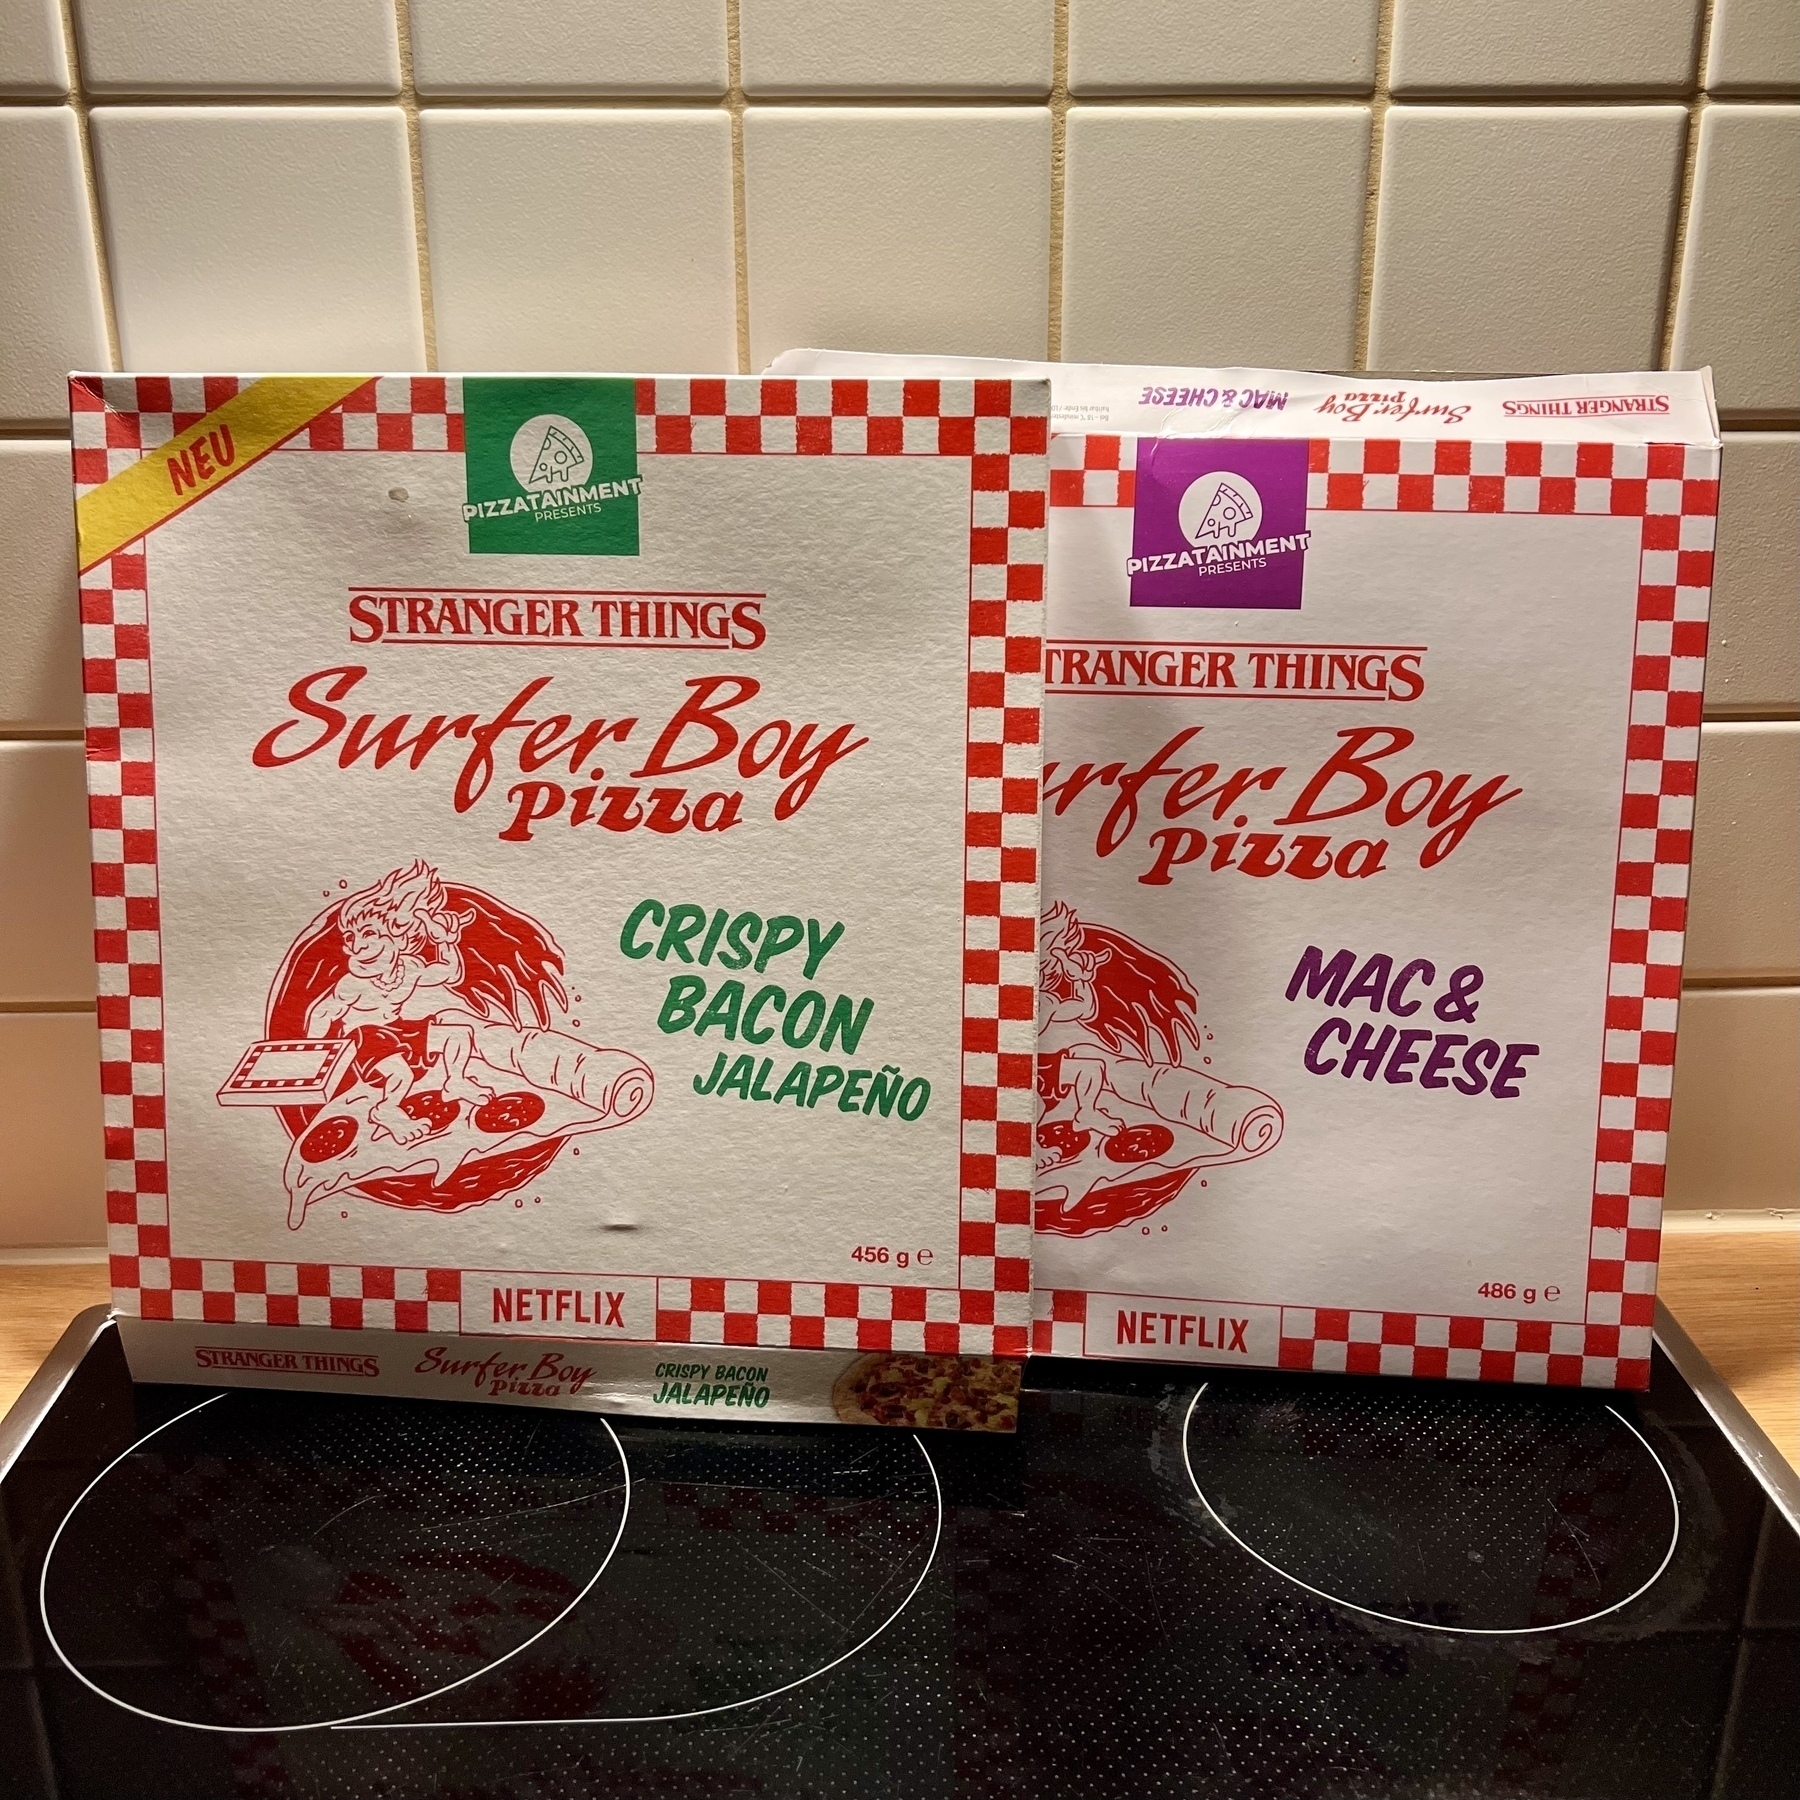 NEU
PIZZATAINMENT
PRESENTS
STRANGER THINGS
Surfer Boy
Pizza
CRISPY
BACON
JALAPEÑO
456 g ℮
NETFLIX
STRANGER THINGS
Surfer Boy
Pizza
CRISPY BACON
JALAPEÑO
STRANGER THINGS
Surfer Boy
Pizza
MAC & CHEESE
PIZZATAINMENT
PRESENTS
TRANGER THINGS
rfer Boy
Pizza
MAC &
CHEESE
486 g ℮
NETFLIX